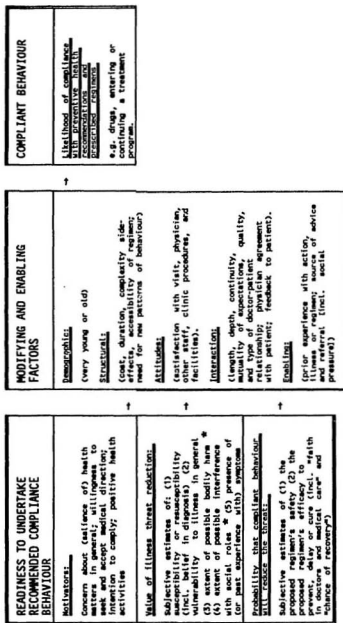 READINESS TO UNDERTAKE
RECOMMENDED COMPLIANCE
BEHAVIOUR
Motivators:
Concern about (salience of) health
matters in general; willingness to
seek and accept medical direction;
intention to comply; positive health
activities
Value of illness threat reduction:
Subjective estimates of: (1)
susceptibility or resusceptibility
(incl. belief in diagnosis) (2)
vulnerability to illness in general
(3) extent of possible bodily harm *
(4) extent of possible interference
with social roles * (5) presence of
(or past experience with) symptoms
Probability that compliant behaviour
will reduce the threat:
Subjective estimates of (1) the
proposed regimen's safety (2) the
proposed regimen's efficacy to
prevent, delay or cure (incl. "faith
in doctors and medical care" and
"chance of recovery")
→
→
→
MODIFYING AND ENABLING
FACTORS
Demographic:
(very young or old)
Structural:
(cost, duration, complexity side-
effects, accessibility of regimen;
need for new patterns of behaviour)
Attitudes:
(satisfaction with visit, physician,
other staff, clinic procedures, and
facilities).
Interaction:
(length, depth, continuity,
mutuality of expectations, quality,
and type of doctor-patient
relationship; physician agreement
with patient; feedback to patient).
Enabling:
(prior experience with action,
illness or regimen; source of advice
and referral (incl. social
pressure))
→
COMPLIANT BEHAVIOUR
Likelihood of compliance
with preventive health
recommendations and
prescribed regimens
e.g. drugs, entering or
continuing a treatment
program.